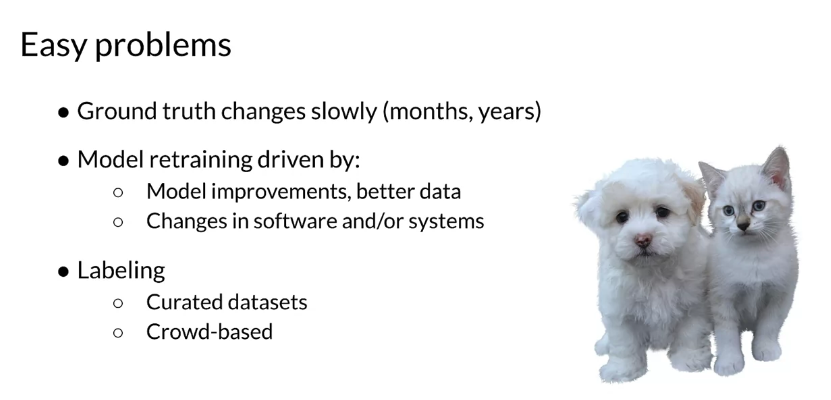 Easy problems
● Ground truth changes slowly (months, years)
● Model retraining driven by:
○ Model improvements, better data
○ Changes in software and/or systems
● Labeling
○ Curated datasets
○ Crowd-based